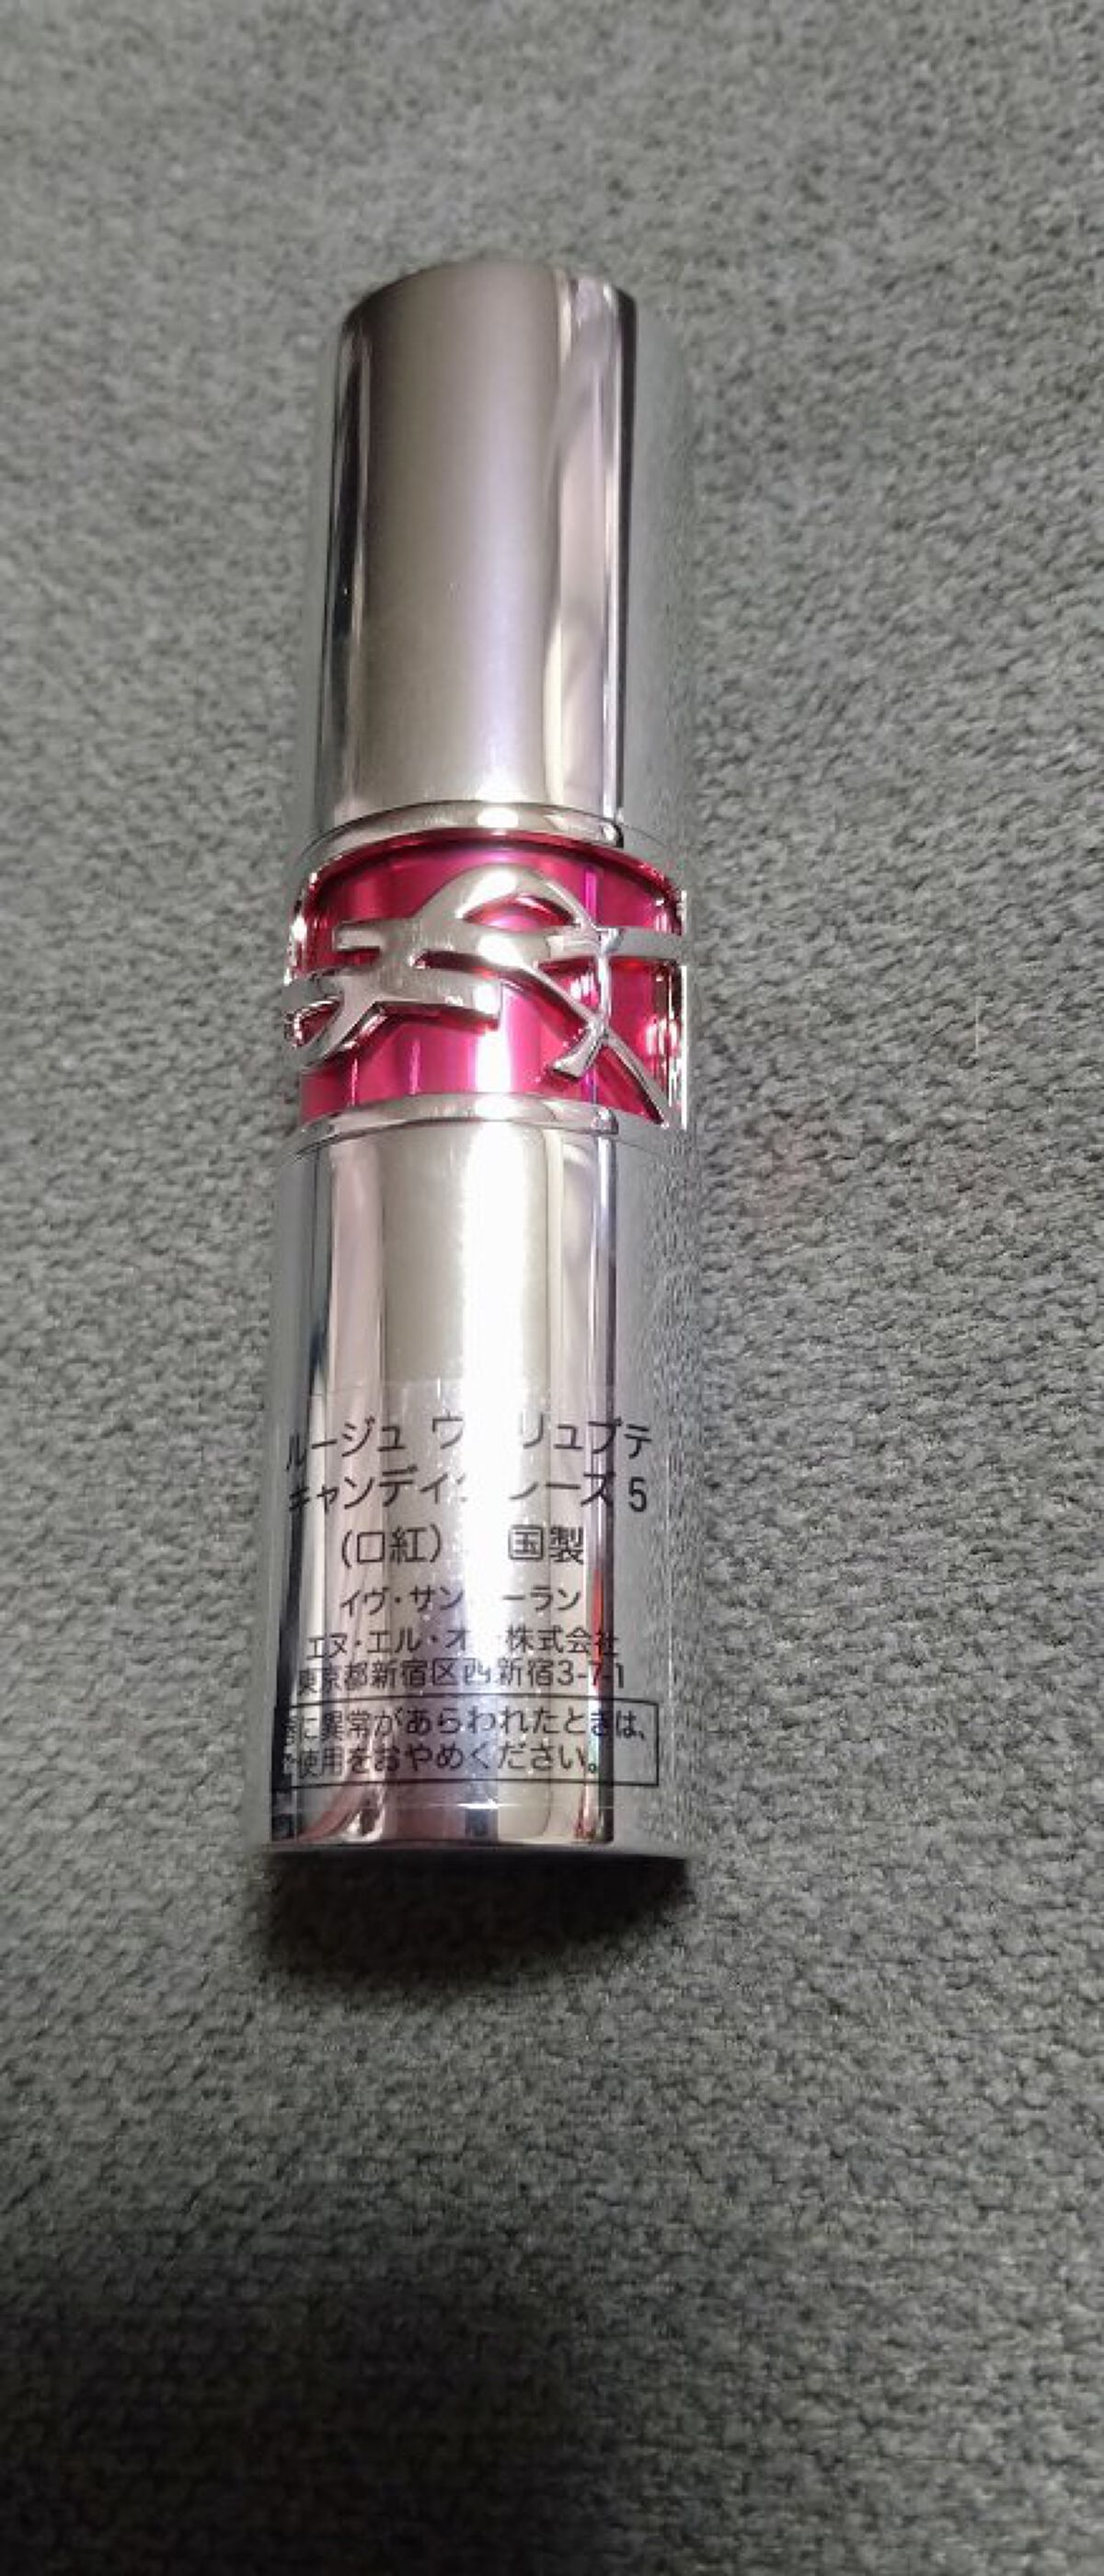 ルージュ ヴ リュプテ
キャンディグレーズ 5
(口紅) 国製
イヴ・サン ーラン
エヌ・エル・オー株式会社
東京都新宿区西新宿3-7-1
に異常があらわれたときは、
使用をおやめください。